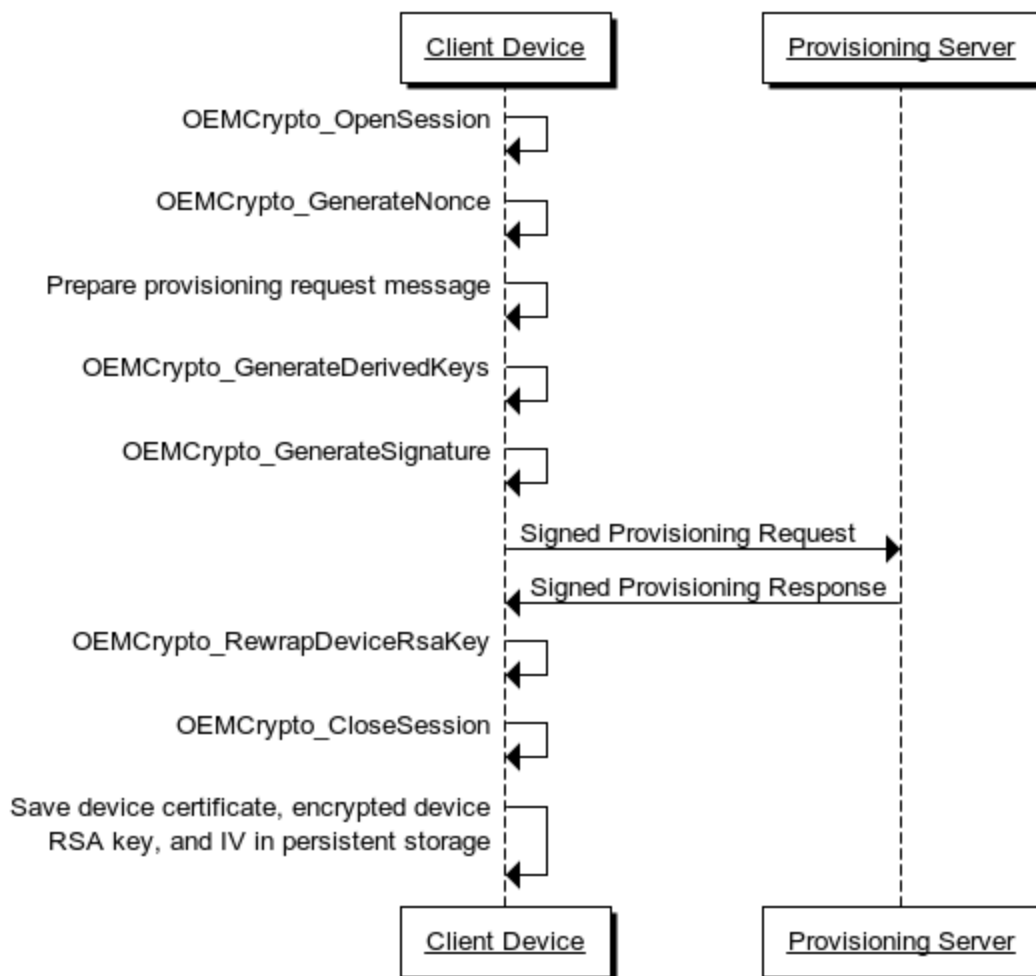 Client Device
Provisioning Server
OEMCrypto_OpenSession
OEMCrypto_GenerateNonce
Prepare provisioning request message
OEMCrypto_GenerateDerivedKeys
OEMCrypto_GenerateSignature
Signed Provisioning Request
Signed Provisioning Response
OEMCrypto_RewrapDeviceRsaKey
OEMCrypto_CloseSession
Save device certificate, encrypted device
RSA key, and IV in persistent storage
Client Device
Provisioning Server